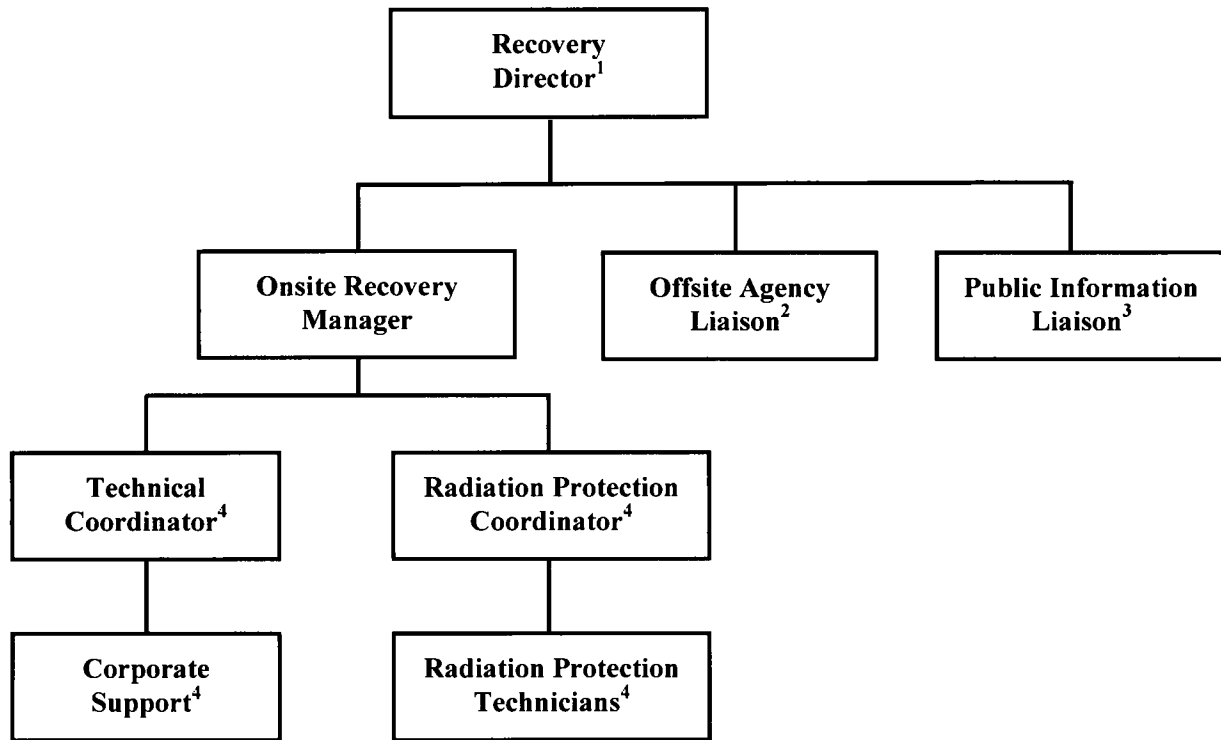 Recovery
Director¹
Onsite Recovery
Manager
Offsite Agency
Liaison²
Public Information
Liaison³
Technical
Coordinator⁴
Radiation Protection
Coordinator⁴
Corporate
Support⁴
Radiation Protection
Technicians⁴